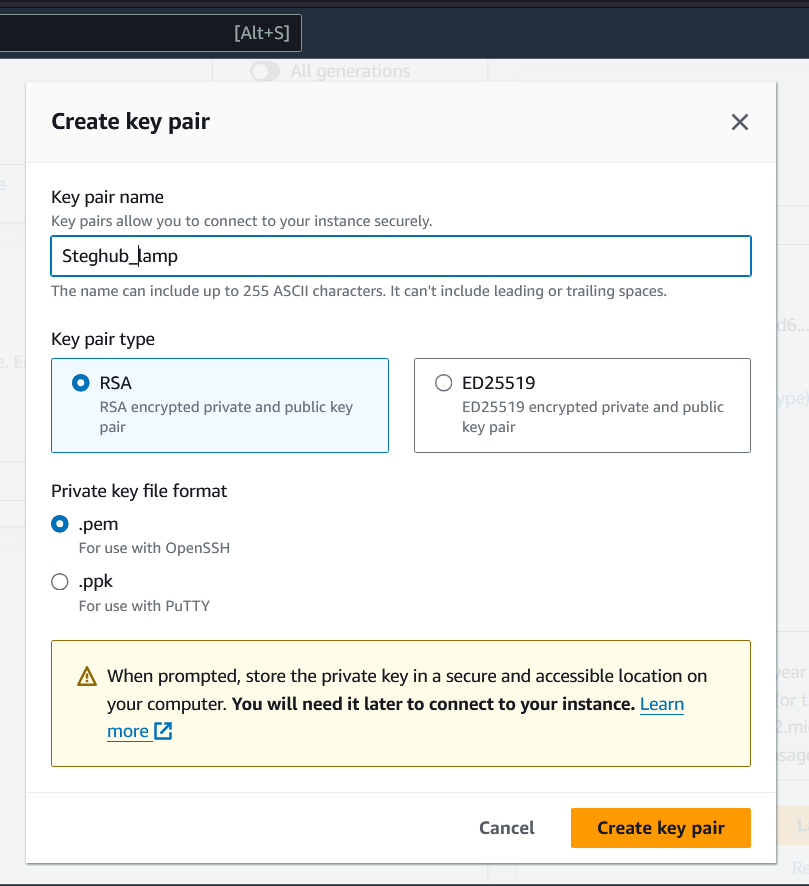 [Alt+S]
All generations
Create key pair
Key pair name
Key pairs allow you to connect to your instance securely.
Steghub_lamp
The name can include up to 255 ASCII characters. It can't include leading or trailing spaces.
Key pair type
RSA
RSA encrypted private and public key
pair
ED25519
ED25519 encrypted private and public
key pair
Private key file format
.pem
For use with OpenSSH
.ppk
For use with PuTTY
When prompted, store the private key in a secure and accessible location on
your computer. You will need it later to connect to your instance. Learn
more
Cancel
Create key pair